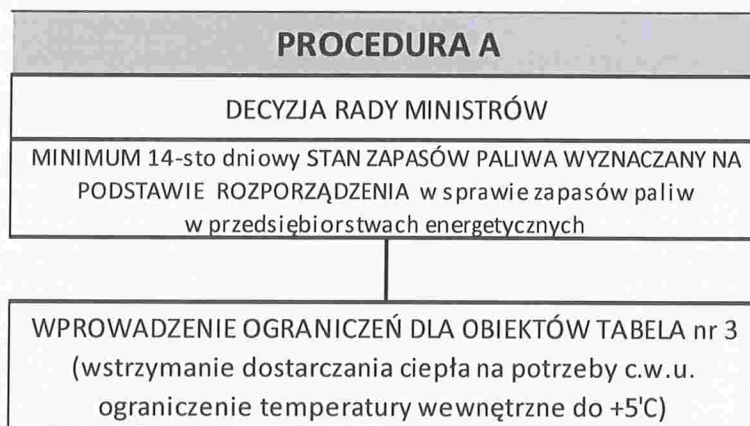 PROCEDURA A
DECYZJA RADY MINISTRÓW
MINIMUM 14-sto dniowy STAN ZAPASÓW PALIWA WYZNACZANY NA
PODSTAWIE ROZPORZĄDZENIA w sprawie zapasów paliw
w przedsiębiorstwach energetycznych
WPROWADZENIE OGRANICZEŃ DLA OBIEKTÓW TABELA nr 3
(wstrzymanie dostarczania ciepła na potrzeby c.w.u.
ograniczenie temperatury wewnętrzne do +5'C)